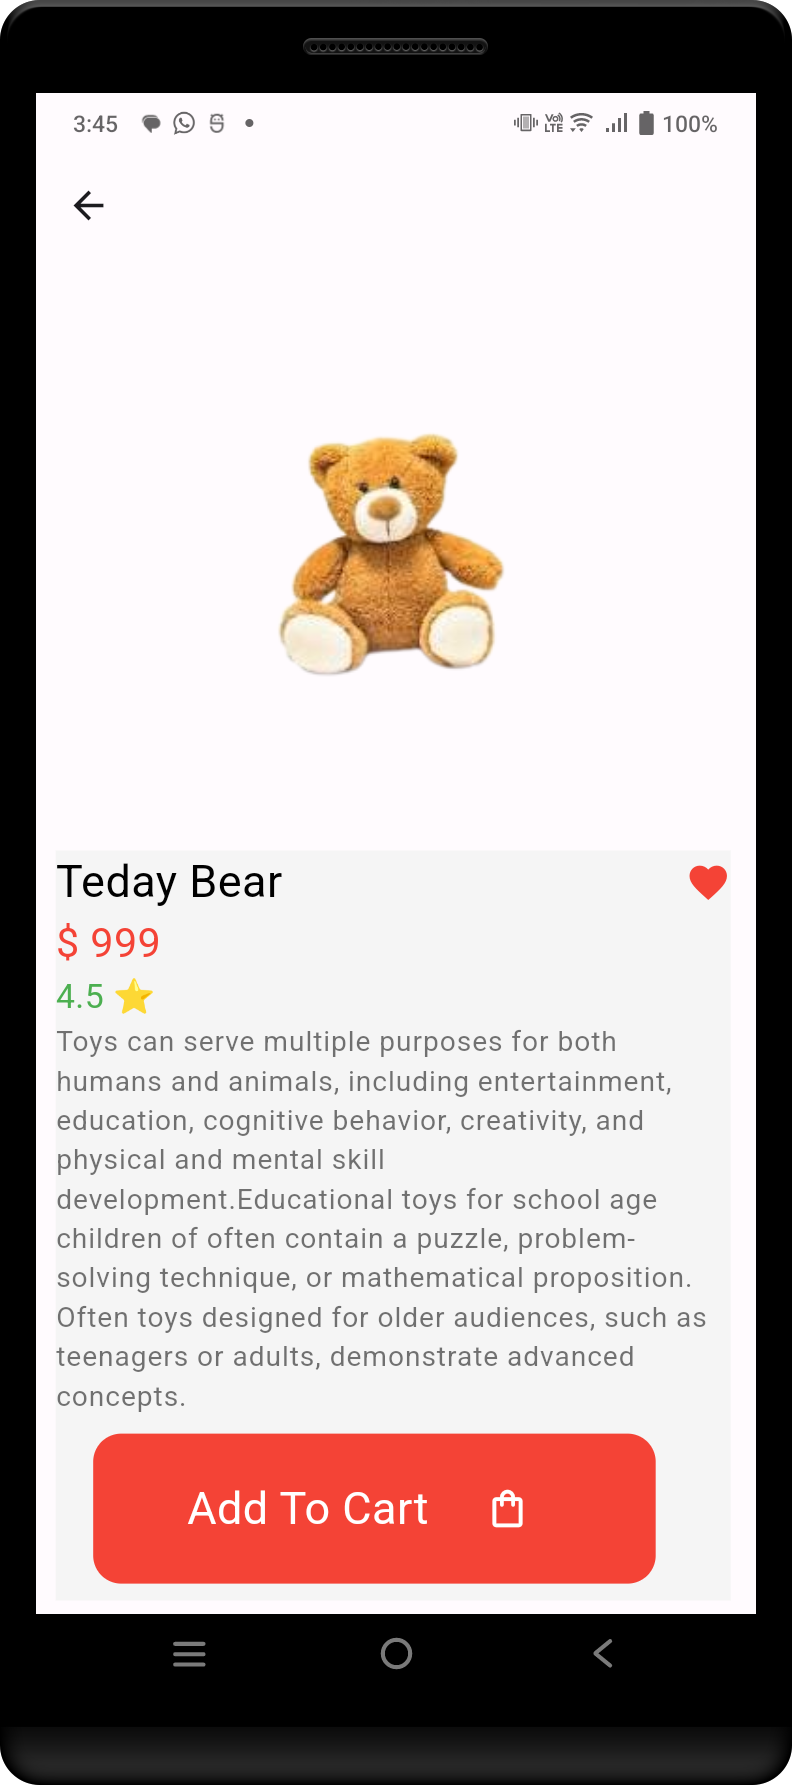 3:45
Vo) LTE
100%
Teday Bear
$ 999
4.5 ⭐
Toys can serve multiple purposes for both
humans and animals, including entertainment,
education, cognitive behavior, creativity, and
physical and mental skill
development.Educational toys for school age
children of often contain a puzzle, problem-
solving technique, or mathematical proposition.
Often toys designed for older audiences, such as
teenagers or adults, demonstrate advanced
concepts.
Add To Cart